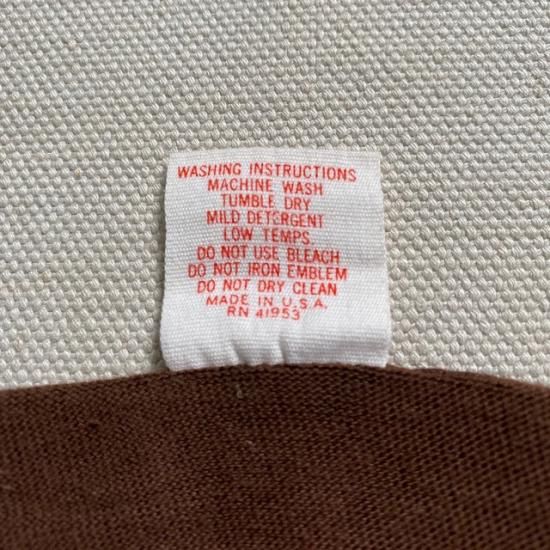 WASHING INSTRUCTIONS
MACHINE WASH
TUMBLE DRY
MILD DETERGENT
LOW TEMPS.
DO NOT USE BLEACH
DO NOT IRON EMBLEM
DO NOT DRY CLEAN
MADE IN U.S.A.
RN 41953